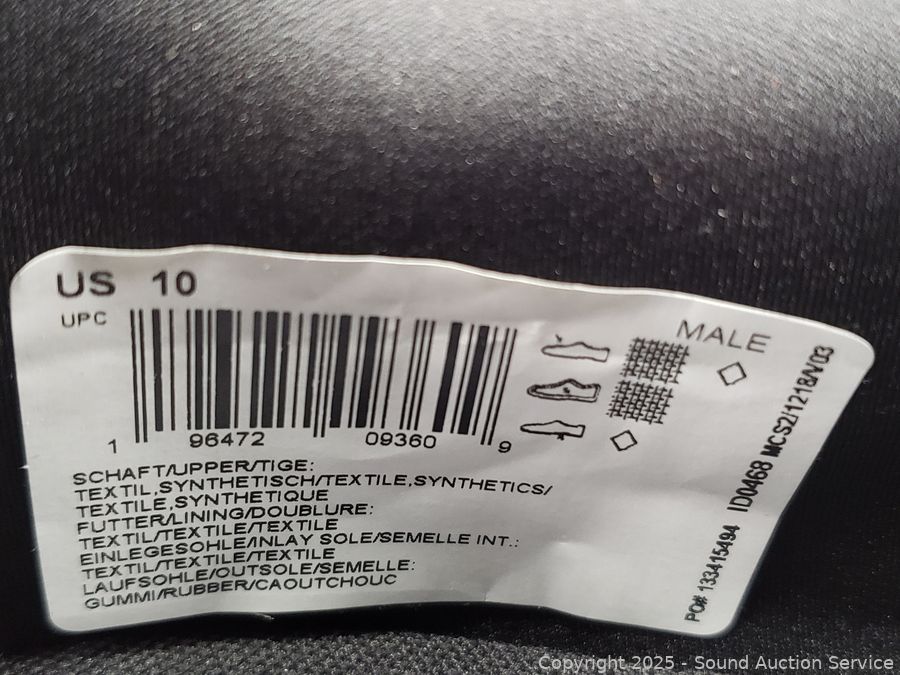 US 10
UPC
MALE
1 96472 09360 9
SCHAFT/UPPER/TIGE:
TEXTIL,SYNTHETISCH/TEXTILE,SYNTHETICS/
TEXTILE,SYNTHETIQUE
FUTTER/LINING/DOUBLURE:
TEXTIL/TEXTILE/TEXTILE
EINLEGESOHLE/INLAY SOLE/SEMELLE INT.:
TEXTIL/TEXTILE/TEXTILE
LAUFSOHLE/OUTSOLE/SEMELLE:
GUMMI/RUBBER/CAOUTCHOUC
PO# 133415494 ID0468 MCS2/1218/V03
Copyright 2025 - Sound Auction Service